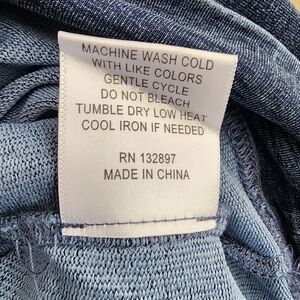 MACHINE WASH COLD
WITH LIKE COLORS
GENTLE CYCLE
DO NOT BLEACH
TUMBLE DRY LOW HEAT
COOL IRON IF NEEDED
RN 132897
MADE IN CHINA